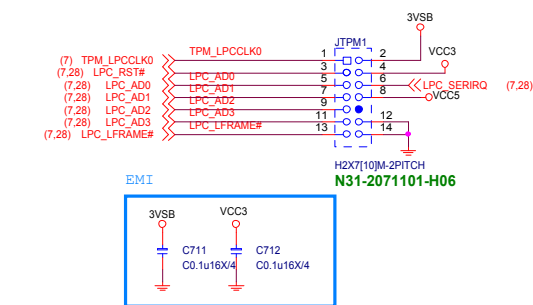 3VSB
JTPM1
VCC3
(7) TPM_LPCCLK0 TPM_LPCCLK0 1 2
(7,28) LPC_RST# 3 4
(7,28) LPC_AD0 LPC_AD0 5 6 LPC_SERIRQ (7,28)
(7,28) LPC_AD1 LPC_AD1 7 8 VCC5
(7,28) LPC_AD2 LPC_AD2 9
(7,28) LPC_AD3 LPC_AD3 11 12
(7,28) LPC_LFRAME# LPC_LFRAME# 13 14
H2X7[10]M-2PITCH
N31-2071101-H06
EMI
3VSB VCC3
C711 C712
C0.1u16X/4 C0.1u16X/4